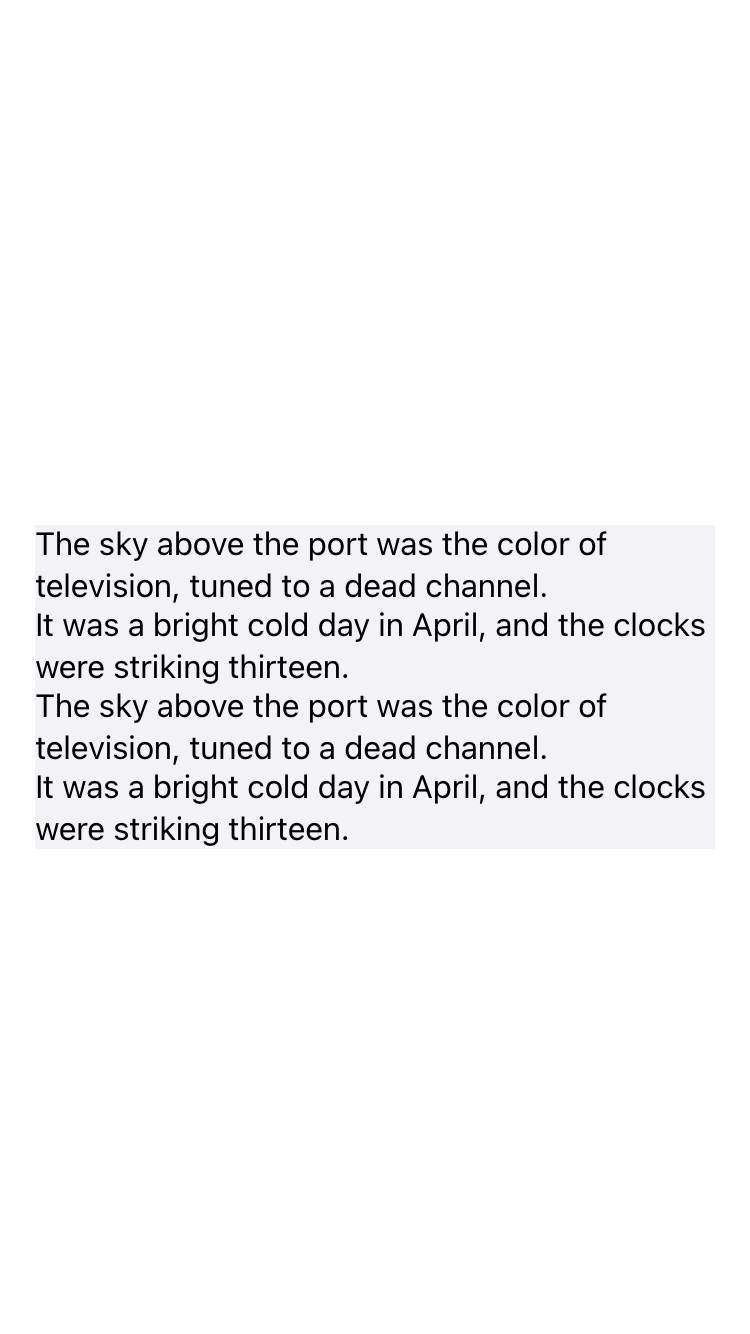 The sky above the port was the color of
television, tuned to a dead channel.
It was a bright cold day in April, and the clocks
were striking thirteen.
The sky above the port was the color of
television, tuned to a dead channel.
It was a bright cold day in April, and the clocks
were striking thirteen.